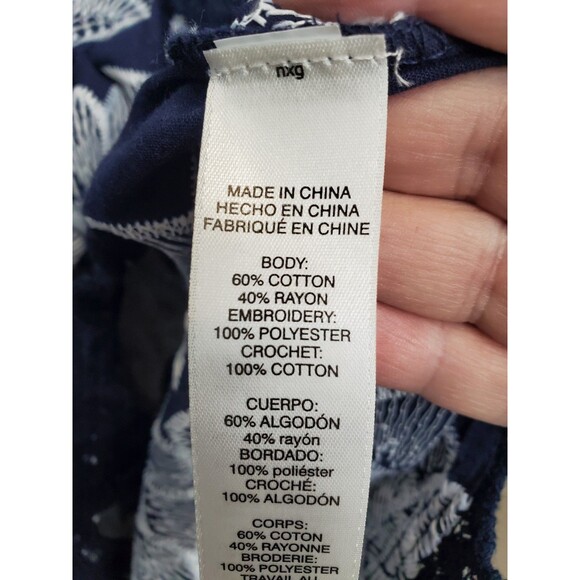 nxg
MADE IN CHINA
HECHO EN CHINA
FABRIQUÉ EN CHINE
BODY:
60% COTTON
40% RAYON
EMBROIDERY:
100% POLYESTER
CROCHET:
100% COTTON
CUERPO:
60% ALGODÓN
40% rayón
BORDADO:
100% poliéster
CROCHÉ:
100% ALGODÓN
CORPS:
60% COTON
40% RAYONNE
BRODERIE:
100% POLYESTER
TRAVAIL AU